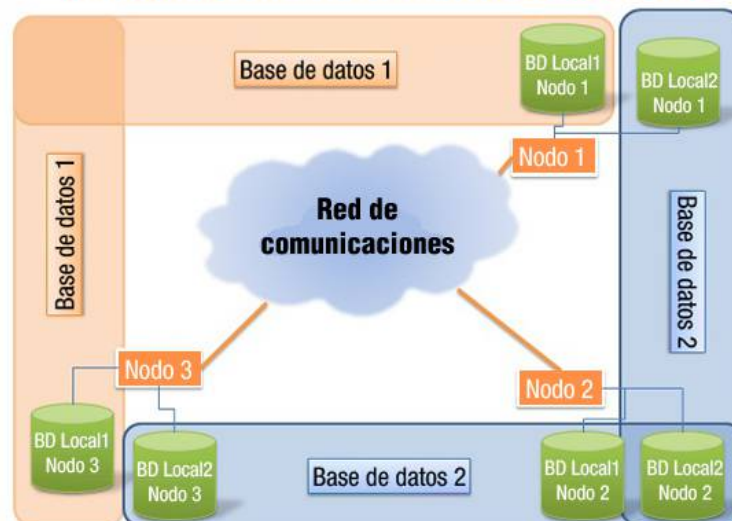 Base de datos 1
BD Local1
Nodo 1
BD Local2
Nodo 1
Nodo 1
Red de
comunicaciones
Base de datos 1
Base de datos 2
Nodo 3
Nodo 2
BD Local1
Nodo 3
BD Local2
Nodo 3
Base de datos 2
BD Local1
Nodo 2
BD Local2
Nodo 2